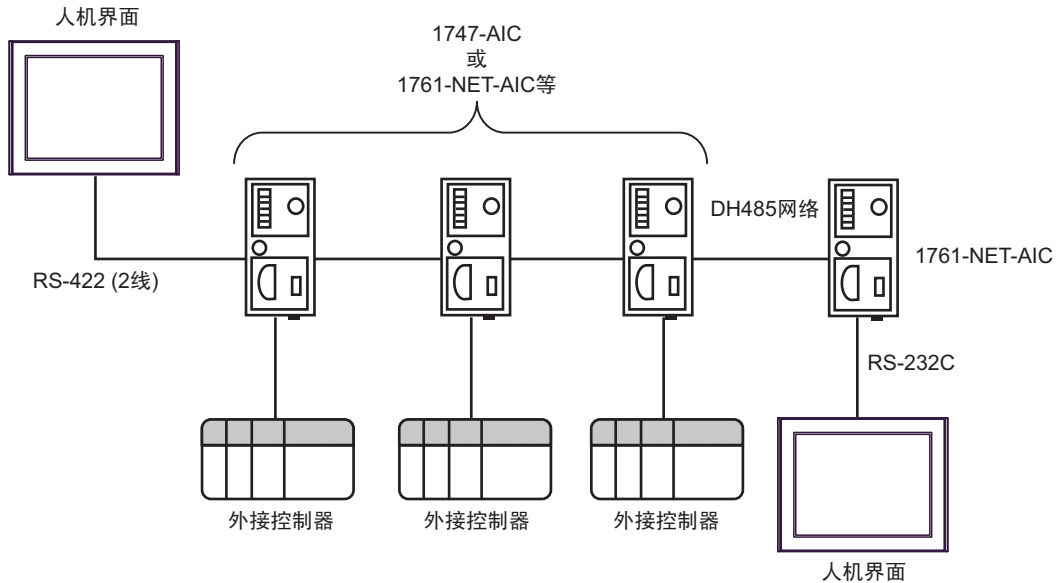 人机界面
1747-AIC
或
1761-NET-AIC等
DH485网络
1761-NET-AIC
RS-422 (2线)
RS-232C
外接控制器
外接控制器
外接控制器
人机界面